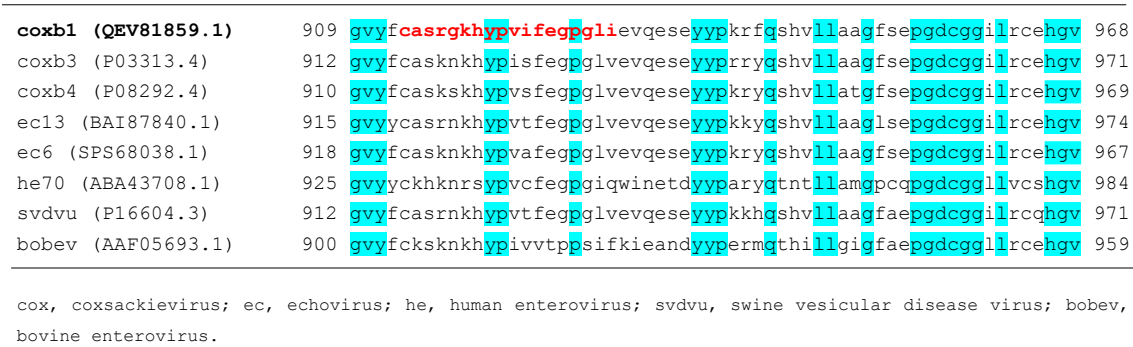 coxb1 (QEV81859.1) 909 gvyfcasrgkhypvifegpglievqeseyypkrfqshvllaagfsepgdcggilrcehgv 968
coxb3 (P03313.4) 912 gvyfcasknkhypisfegpglvevqeseyyprryqshvllaagfsepgdcggilrcehgv 971
coxb4 (P08292.4) 910 gvyfcaskskhypvsfegpglvevqeseyypkryqshvllatgfsepgdcggilrcehgv 969
ec13 (BAI87840.1) 915 gvyycasrnkhypvtfegpglvevqeseyypkkyqshvllaaglsepgdcggilrcehgv 974
ec6 (SPS68038.1) 918 gvyfcasknkhypvafegpglvevqeseyypkryqshvllaagfsepgdcggilrcehgv 967
he70 (ABA43708.1) 925 gvyyckhknrsypvcfegpgiqwinetdyyparyqtntllamgpcqpgdcggllvcshgv 984
svdvu (P16604.3) 912 gvyfcasrnkhypvtfegpglvevqeseyypkkhqshvllaagfaepgdcggilrcqhgv 971
bobev (AAF05693.1) 900 gvyfcksknkhypivvtppsifkieandyypermqthillgigfaepgdcggllrcehgv 959
cox, coxsackievirus; ec, echovirus; he, human enterovirus; svdvu, swine vesicular disease virus; bobev,
bovine enterovirus.